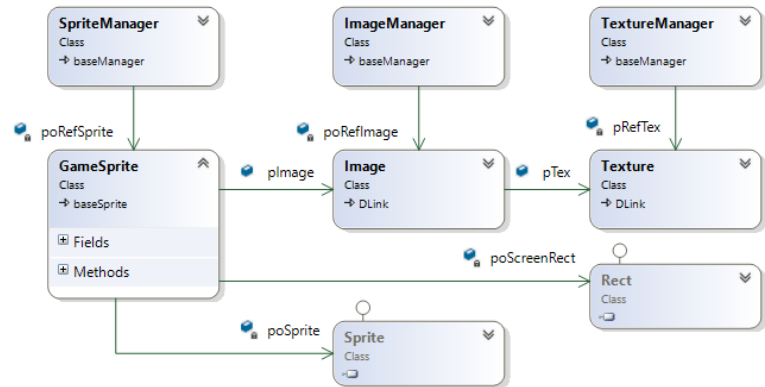 SpriteManager
Class
baseManager
ImageManager
Class
baseManager
TextureManager
Class
baseManager
poRefSprite
poRefImage
pRefTex
GameSprite
Class
baseSprite
Fields
Methods
pImage
Image
Class
DLink
pTex
Texture
Class
DLink
poScreenRect
Rect
Class
poSprite
Sprite
Class